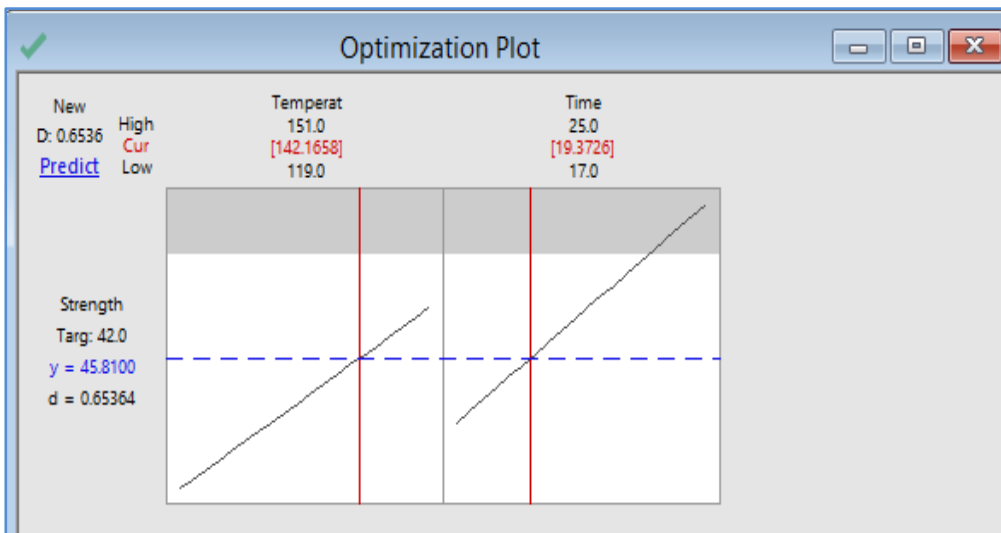 Optimization Plot
New
D: 0.6536
Predict
High
Cur
Low
Temperat
151.0
[142.1658]
119.0
Time
25.0
[19.3726]
17.0
Strength
Targ: 42.0
y = 45.8100
d = 0.65364